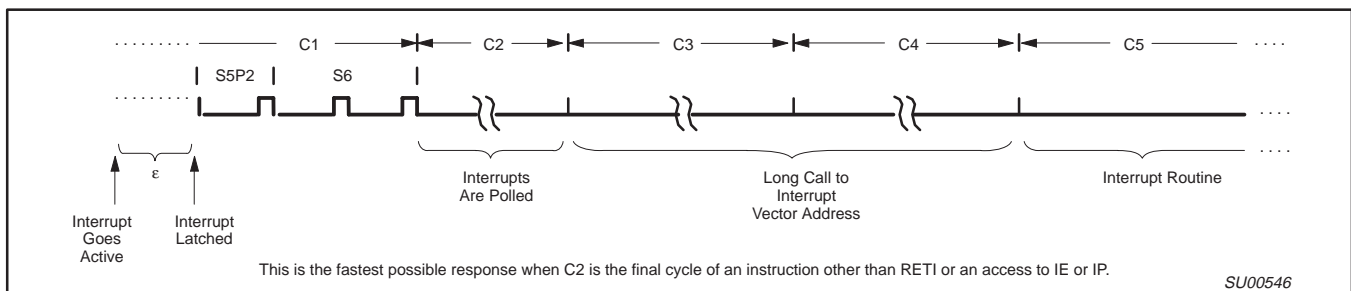 C1 C2 C3 C4 C5
S5P2 S6
ε
Interrupt
Goes
Active
Interrupt
Latched
Interrupts
Are Polled
Long Call to
Interrupt
Vector Address
Interrupt Routine
This is the fastest possible response when C2 is the final cycle of an instruction other than RETI or an access to IE or IP.
SU00546